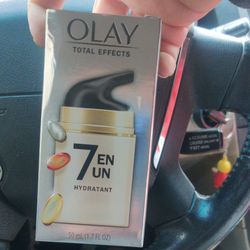 OLAY
TOTAL EFFECTS
7 EN
UN
HYDRATANT
50 mL (1.7 fl OZ)